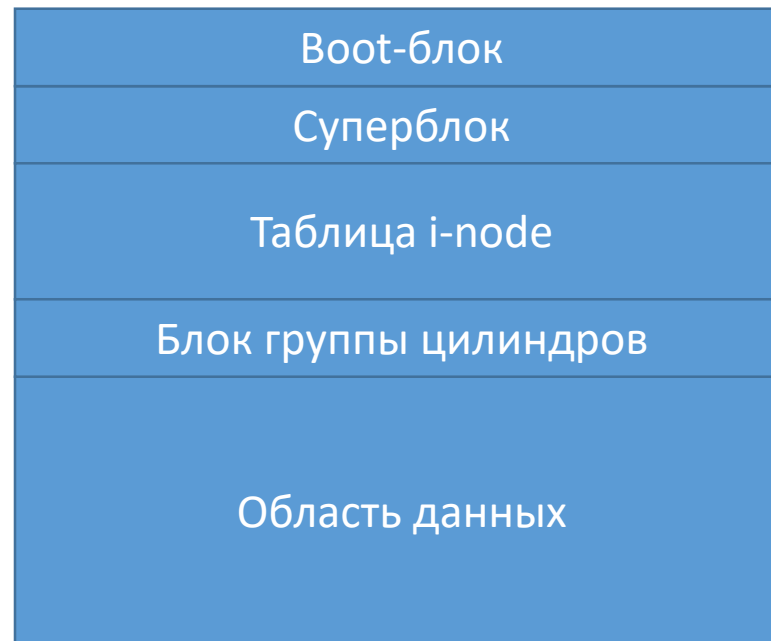 Boot-блок
Суперблок
Таблица i-node
Блок группы цилиндров
Область данных